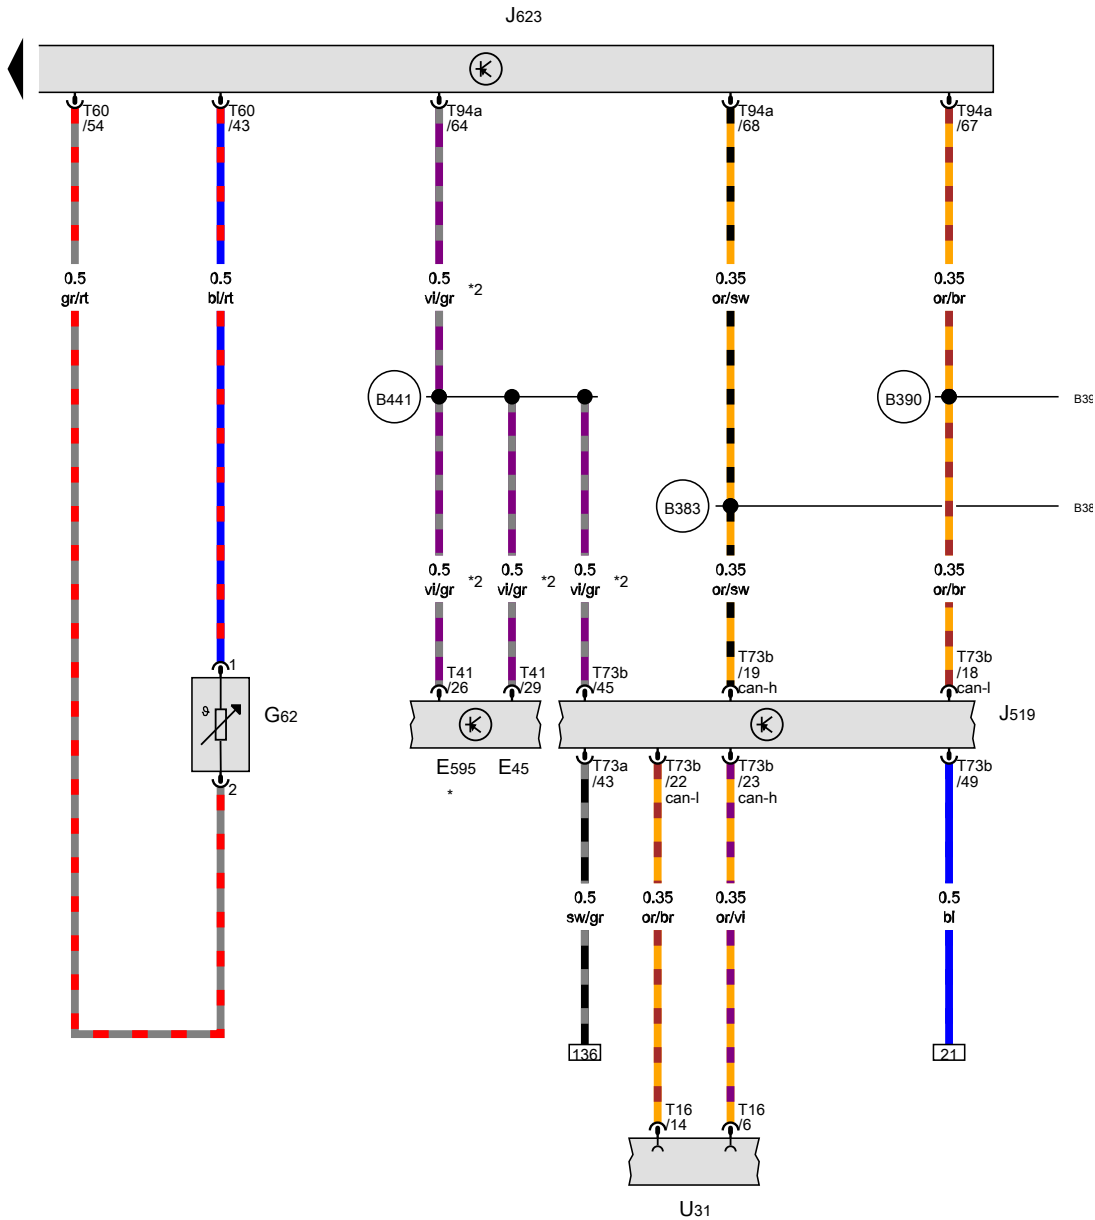 J623
T60
/54
T60
/43
T94a
/64
T94a
/68
T94a
/67
0.5
gr/rt
0.5
bl/rt
0.5
vi/gr
*2
0.35
or/sw
0.35
or/br
B441
B390
B39
B383
B38
0.5
vi/gr
*2
0.5
vi/gr
*2
0.5
vi/gr
*2
0.35
or/sw
0.35
or/br
1
T41
/26
T41
/29
T73b
/45
T73b
/19
can-h
T73b
/18
can-l
G62
J519
2
E595
*
E45
T73a
/43
T73b
/22
can-l
T73b
/23
can-h
T73b
/49
0.5
sw/gr
0.35
or/br
0.35
or/vi
0.5
bl
136
21
T16
/14
T16
/6
U31